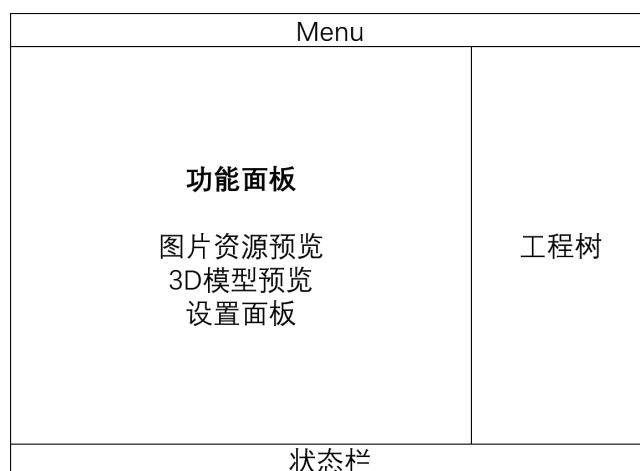 Menu
功能面板
图片资源预览
3D模型预览
设置面板
工程树
状态栏